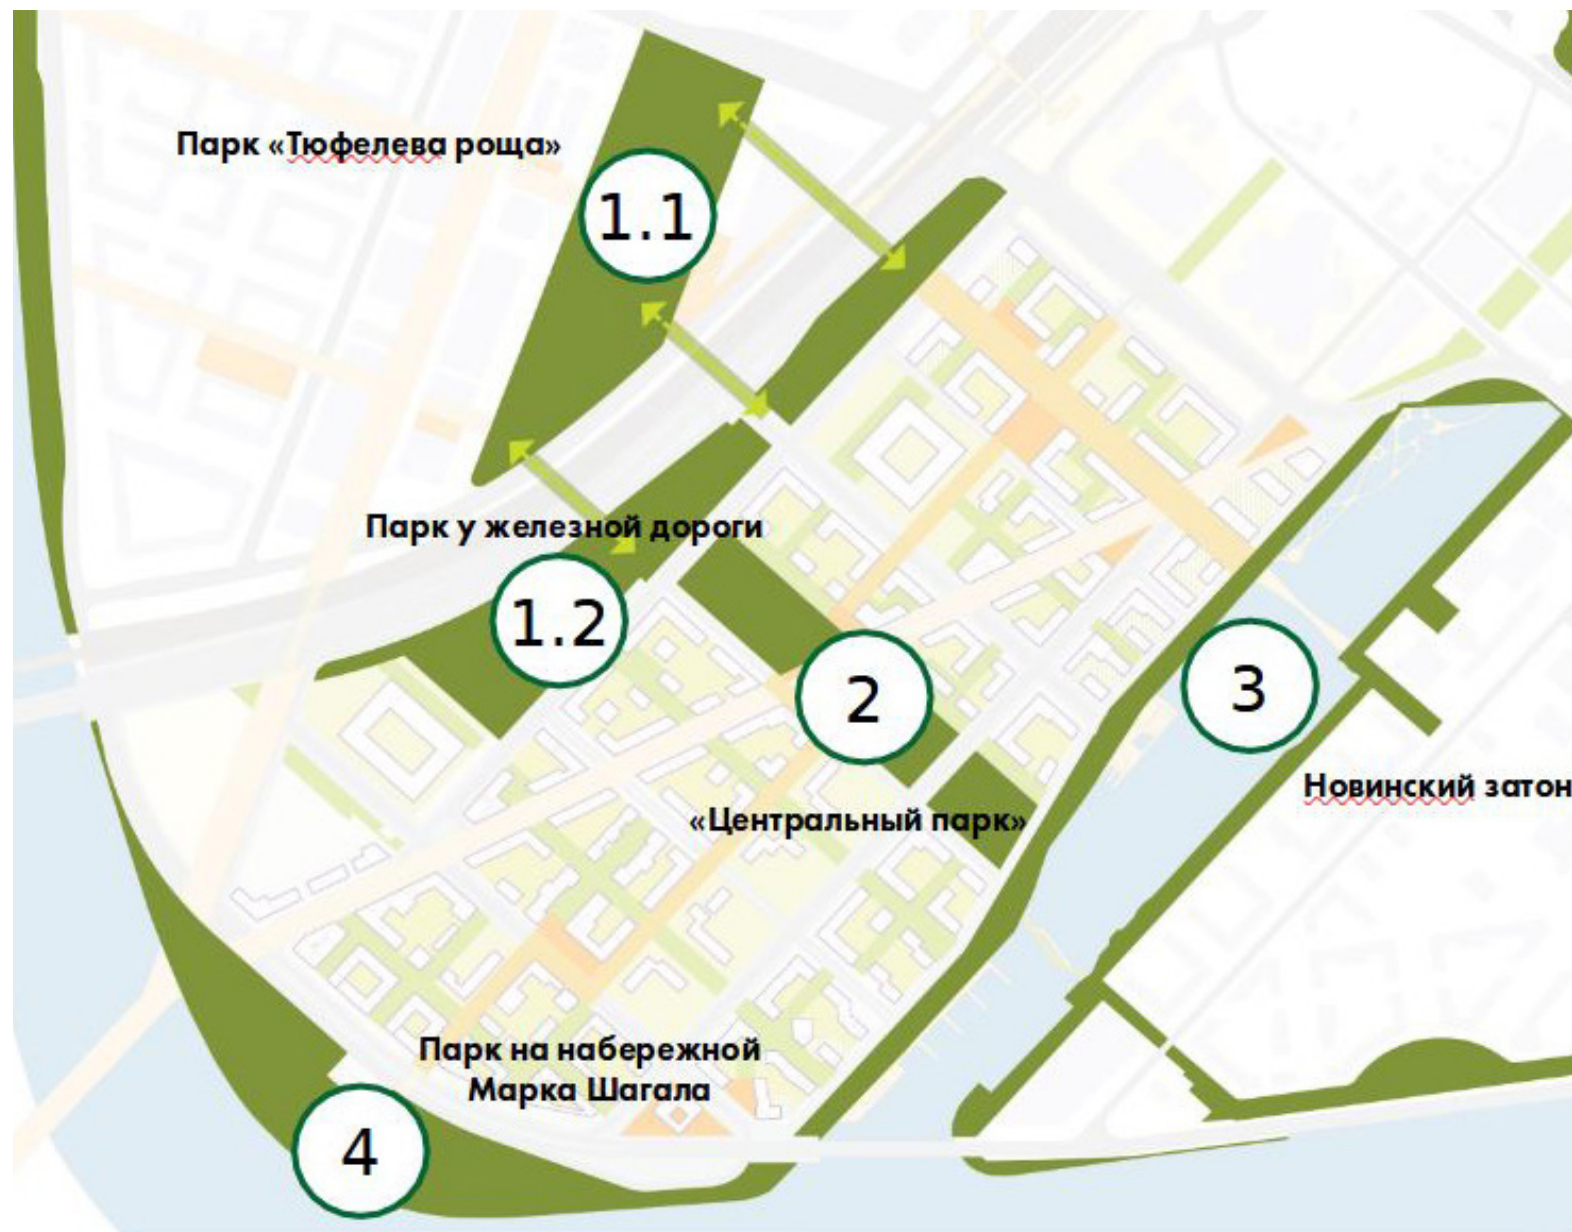 Парк «Тюфелева роща»
1.1
Парк у железной дороги
1.2
2
3
Новинский затон
«Центральный парк»
Парк на набережной
Марка Шагала
4